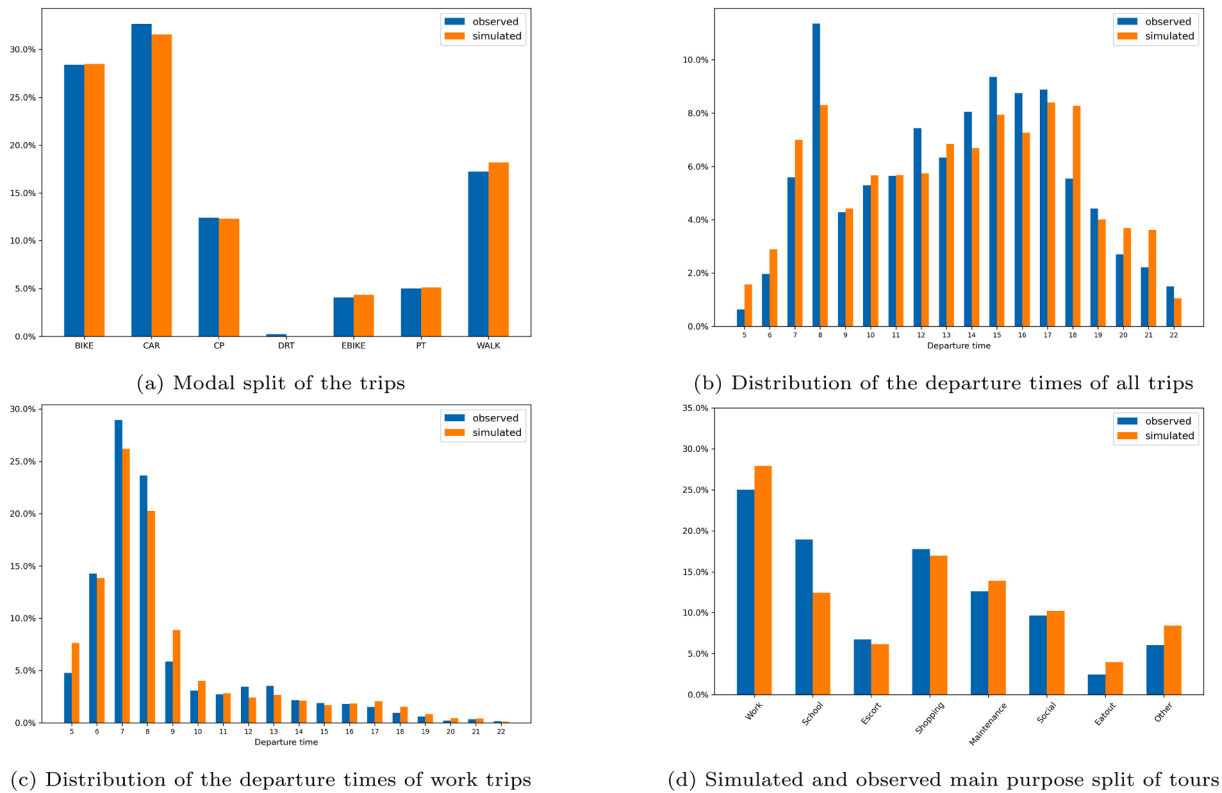 observed
simulated
30.0%
25.0%
20.0%
15.0%
10.0%
5.0%
0.0%
BIKE CAR CP DRT EBIKE PT WALK
(a) Modal split of the trips
observed
simulated
10.0%
8.0%
6.0%
4.0%
2.0%
0.0%
5 6 7 8 9 10 11 12 13 14 15 16 17 18 19 20 21 22
Departure time
(b) Distribution of the departure times of all trips
30.0%
observed
simulated
25.0%
20.0%
15.0%
10.0%
5.0%
0.0%
5 6 7 8 9 10 11 12 13 14 15 16 17 18 19 20 21 22
Departure time
(c) Distribution of the departure times of work trips
35.0%
observed
simulated
30.0%
25.0%
20.0%
15.0%
10.0%
5.0%
0.0%
Work School Escort Shopping Maintenance Social Eatout Other
(d) Simulated and observed main purpose split of tours